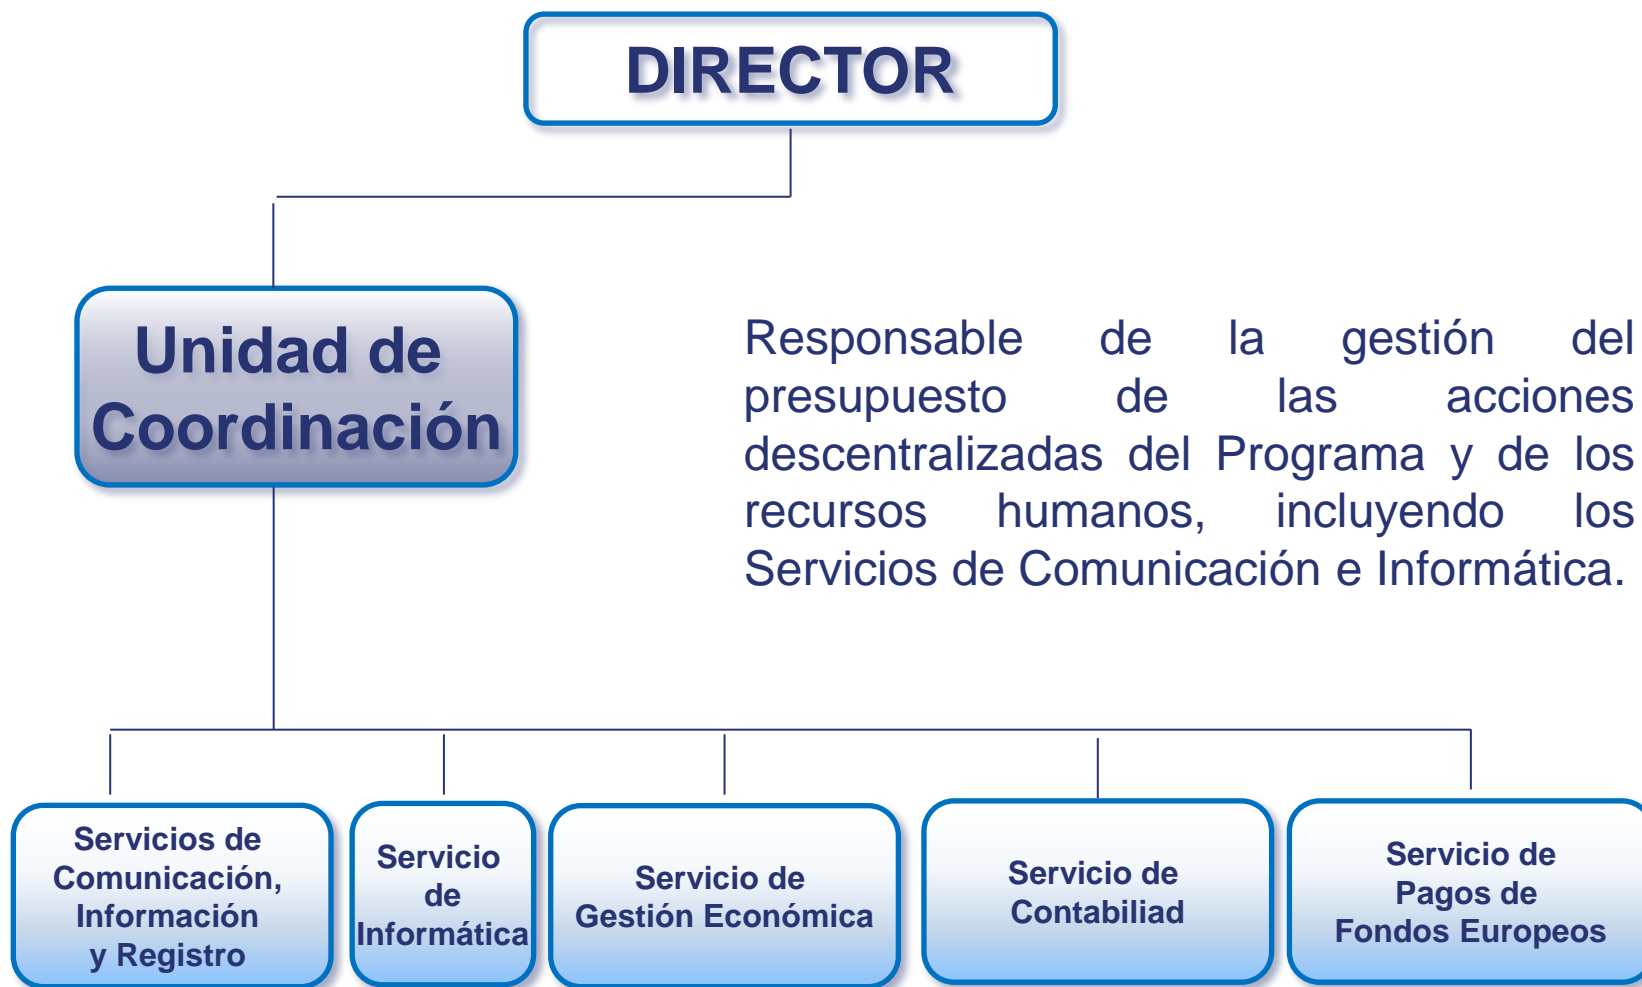 DIRECTOR
Unidad de
Coordinación
Responsable de la gestión del
presupuesto de las acciones
descentralizadas del Programa y de los
recursos humanos, incluyendo los
Servicios de Comunicación e Informática.
Servicios de
Comunicación,
Información
y Registro
Servicio
de
Informática
Servicio de
Gestión Económica
Servicio de
Contabiliad
Servicio de
Pagos de
Fondos Europeos